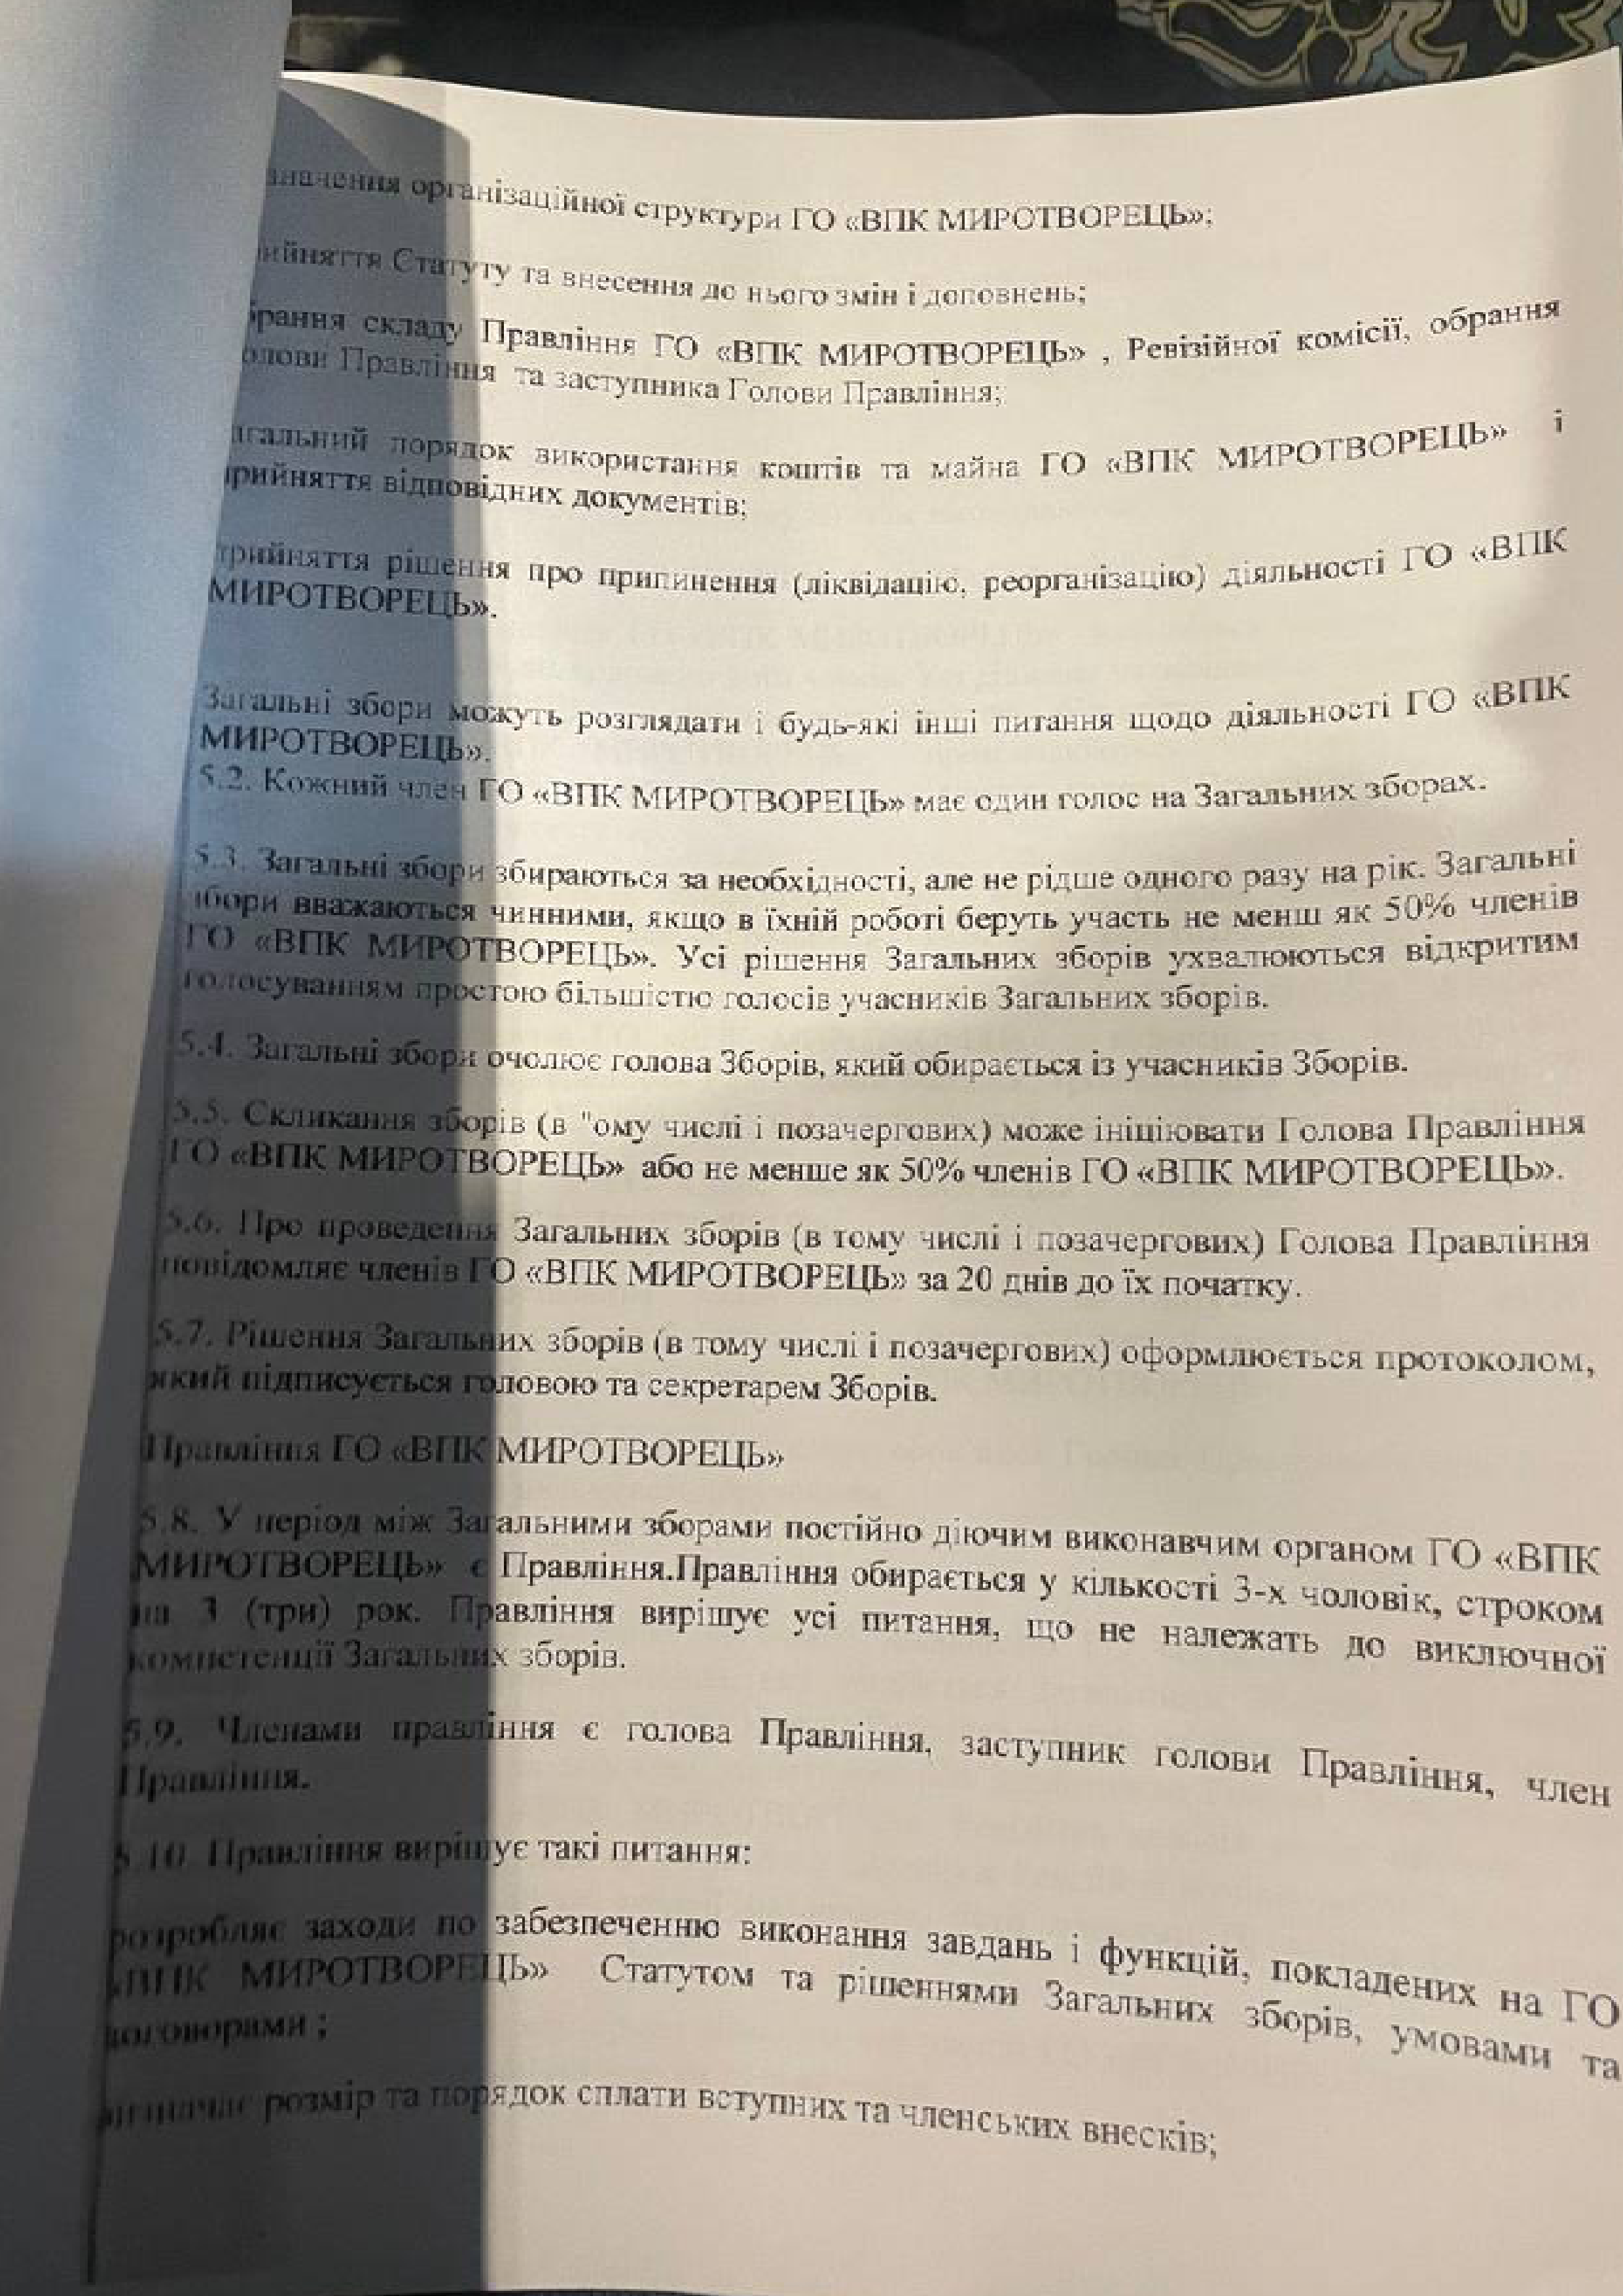 значення організаційної структури ГО «ВПК МИРОТВОРЕЦЬ»;
ийняття Статуту та внесення до нього змін і доповнень;
брання складу Правління ГО «ВПК МИРОТВОРЕЦЬ» , Ревізійної комісії, обрання
олови Правління та заступника Голови Правління;
агальний порядок використання коштів та майна ГО «ВПК МИРОТВОРЕЦЬ» і
прийняття відповідних документів;
прийняття рішення про припинення (ліквідацію, реорганізацію) діяльності ГО «ВПК
МИРОТВОРЕЦЬ».
Загальні збори можуть розглядати і будь-які інші питання щодо діяльності ГО «ВПК
МИРОТВОРЕЦЬ».
5.2. Кожний член ГО «ВПК МИРОТВОРЕЦЬ» має один голос на Загальних зборах.
5.3. Загальні збори збираються за необхідності, але не рідше одного разу на рік. Загальні
збори вважаються чинними, якщо в їхній роботі беруть участь не менш як 50% членів
ГО «ВПК МИРОТВОРЕЦЬ». Усі рішення Загальних зборів ухвалюються відкритим
голосуванням простою більшістю голосів учасників Загальних зборів.
5.4. Загальні збори очолює голова Зборів, який обирається із учасників Зборів.
5.5. Скликання зборів (в "ому числі і позачергових) може ініціювати Голова Правління
ГО «ВПК МИРОТВОРЕЦЬ» або не менше як 50% членів ГО «ВПК МИРОТВОРЕЦЬ».
5.6. Про проведення Загальних зборів (в тому числі і позачергових) Голова Правління
повідомляє членів ГО «ВПК МИРОТВОРЕЦЬ» за 20 днів до їх початку.
5.7. Рішення Загальних зборів (в тому числі і позачергових) оформлюється протоколом,
який підписується головою та секретарем Зборів.
Правління ГО «ВПК МИРОТВОРЕЦЬ»
5.8. У період між Загальними зборами постійно діючим виконавчим органом ГО «ВПК
МИРОТВОРЕЦЬ» є Правління.Правління обирається у кількості 3-х чоловік, строком
на 3 (три) рок. Правління вирішує усі питання, що не належать до виключної
компетенції Загальних зборів.
5.9. Членами правління є голова Правління, заступник голови Правління, член
Правління.
5.10. Правління вирішує такі питання:
розробляє заходи по забезпеченню виконання завдань і функцій, покладених на ГО
«ВПК МИРОТВОРЕЦЬ» Статутом та рішеннями Загальних зборів, умовами та
договорами ;
визначає розмір та порядок сплати вступних та членських внесків;